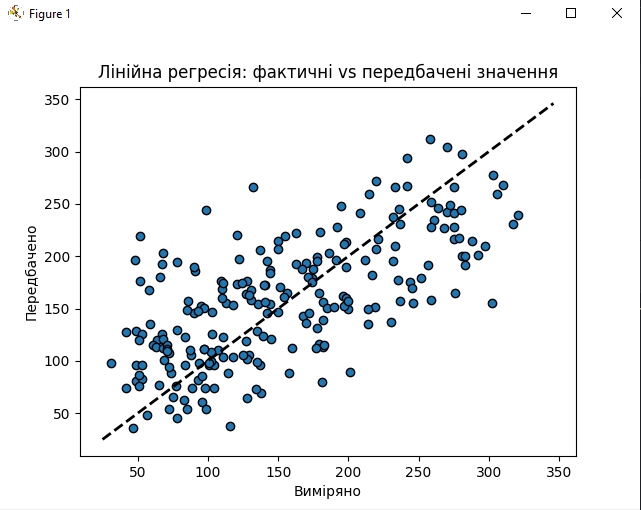 Figure 1
Лінійна регресія: фактичні vs передбачені значення
350
300
250
200
150
100
50
Передбачено
50 100 150 200 250 300 350
Виміряно